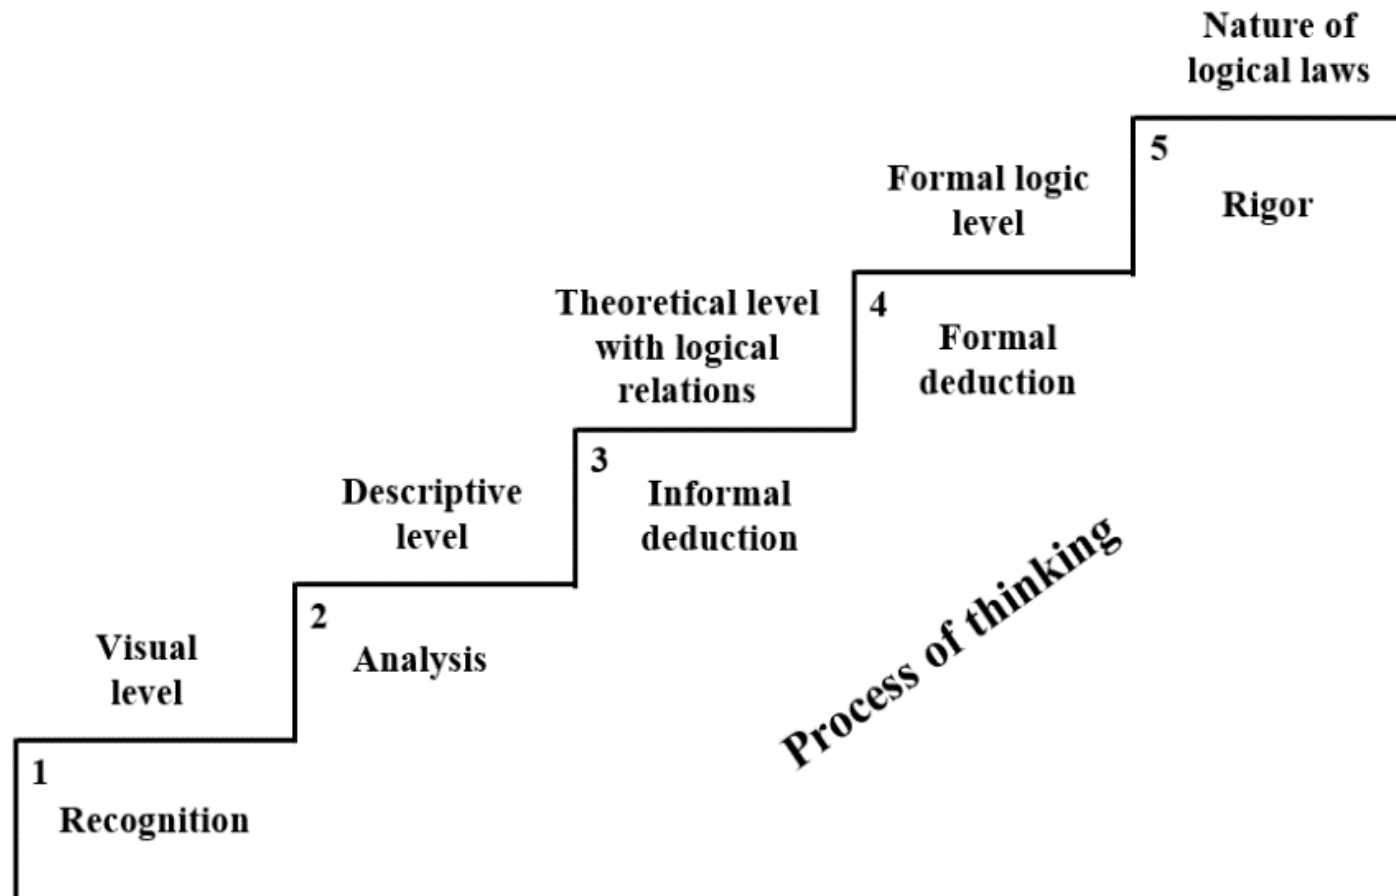 Nature of
logical laws
5
Rigor
Formal logic
level
4
Formal
deduction
Theoretical level
with logical
relations
3
Informal
deduction
Descriptive
level
2
Analysis
Visual
level
1
Recognition
Process of thinking